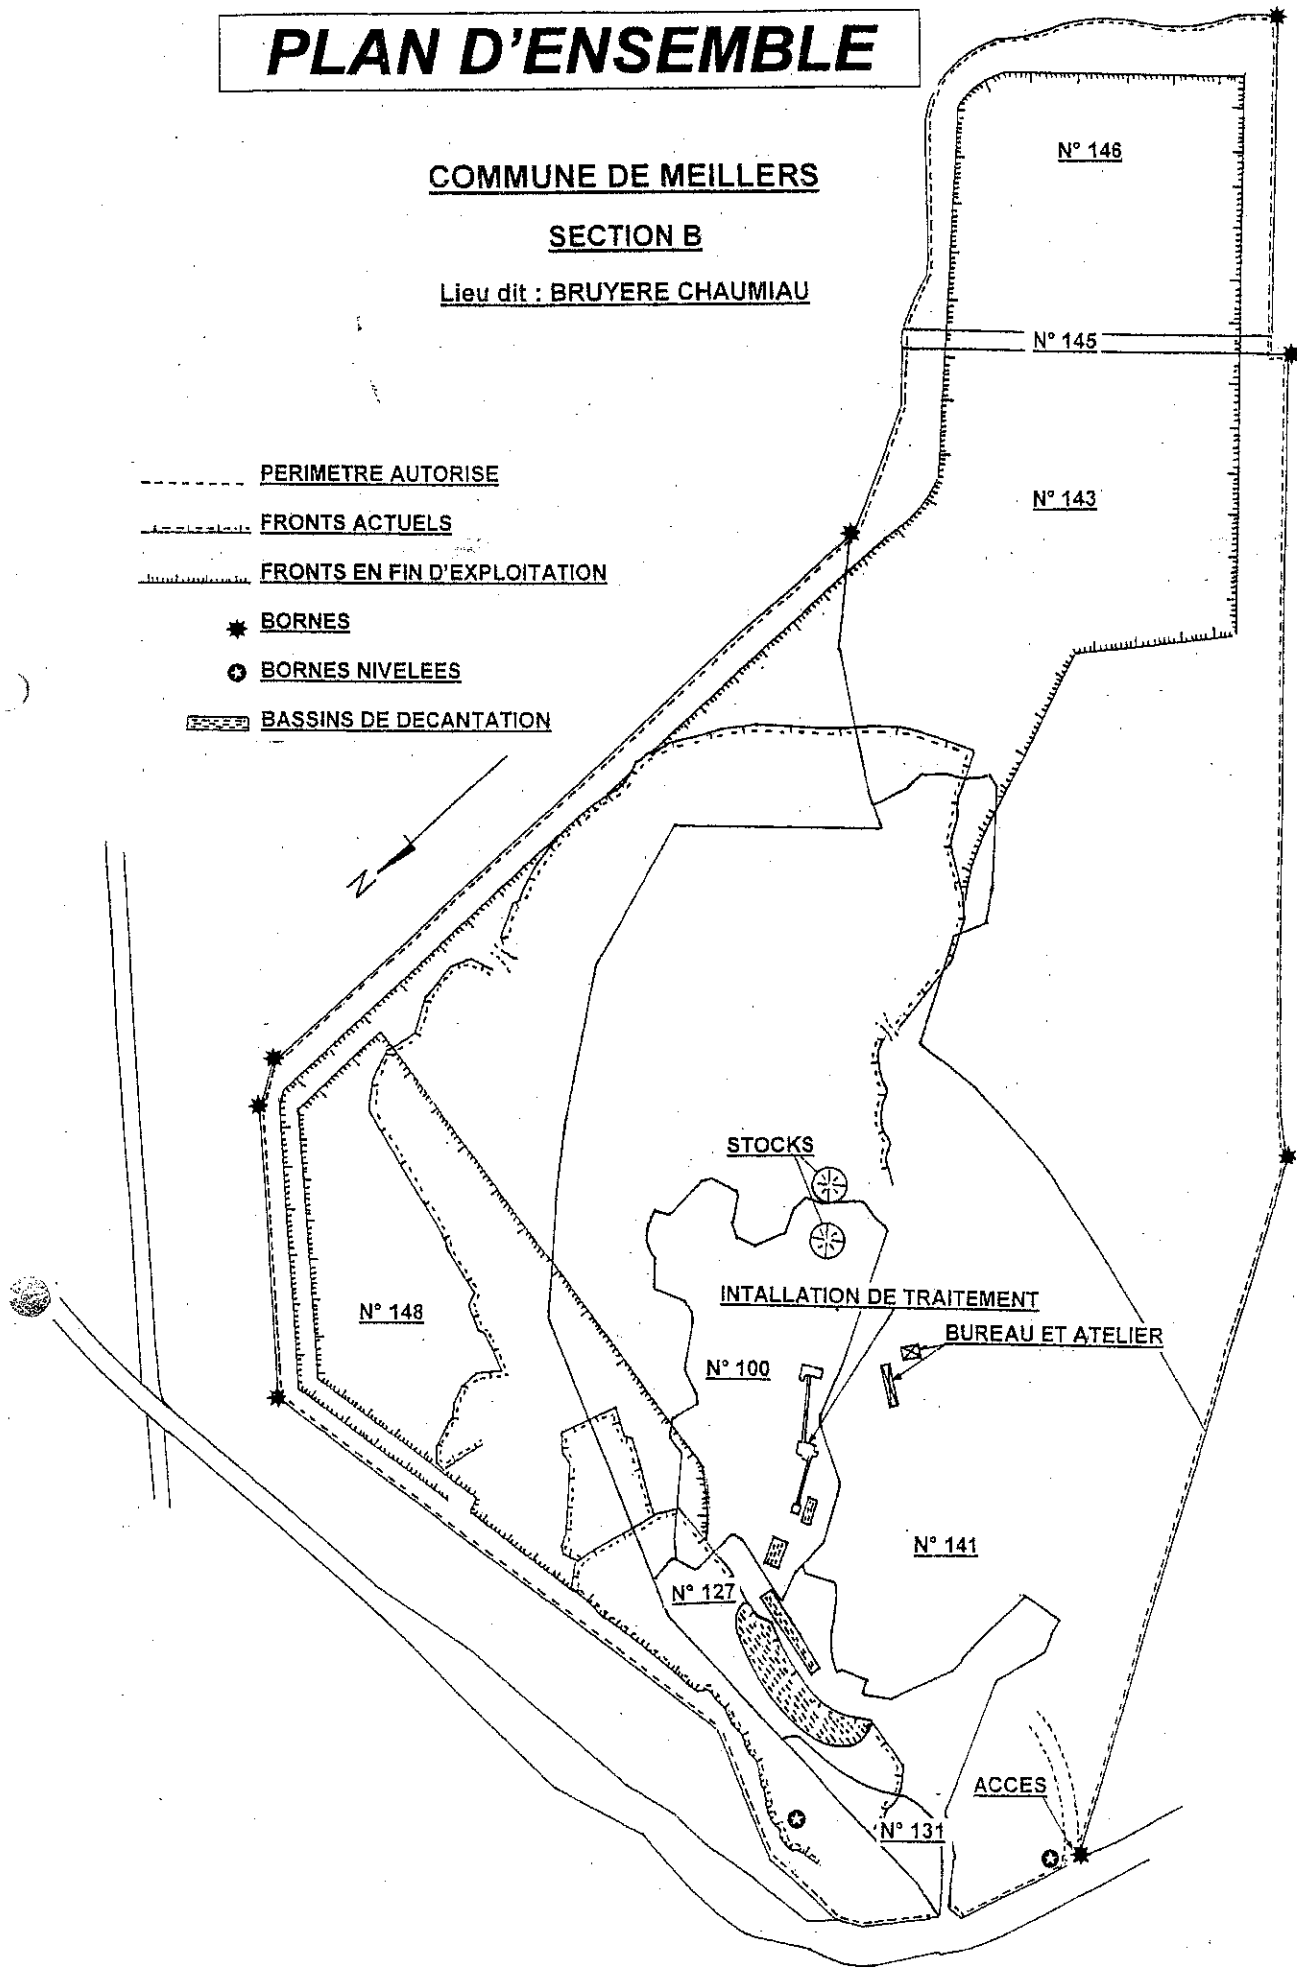 PLAN D'ENSEMBLE
COMMUNE DE MEILLERS
SECTION B
Lieu dit : BRUYERE CHAUMIAU
N° 146
N° 145
N° 143
PERIMETRE AUTORISE
FRONTS ACTUELS
FRONTS EN FIN D'EXPLOITATION
BORNES
BORNES NIVELEES
BASSINS DE DECANTATION
N
STOCKS
INTALLATION DE TRAITEMENT
N° 148
BUREAU ET ATELIER
N° 100
N° 141
N° 127
ACCES
N° 131